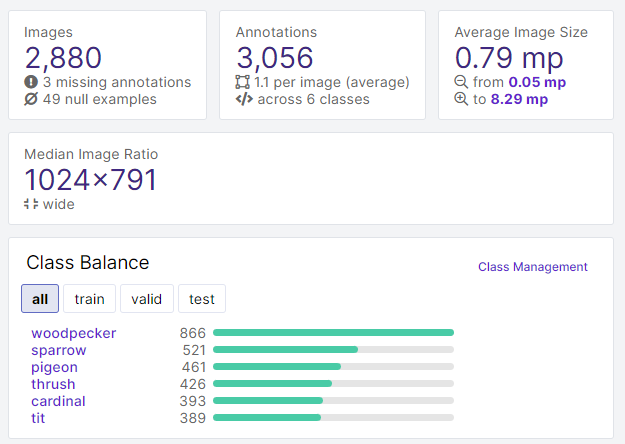 Images
2,880
3 missing annotations
49 null examples
Annotations
3,056
1.1 per image (average)
across 6 classes
Average Image Size
0.79 mp
from 0.05 mp
to 8.29 mp
Median Image Ratio
1024×791
wide
Class Balance
Class Management
all train valid test
woodpecker 866
sparrow 521
pigeon 461
thrush 426
cardinal 393
tit 389